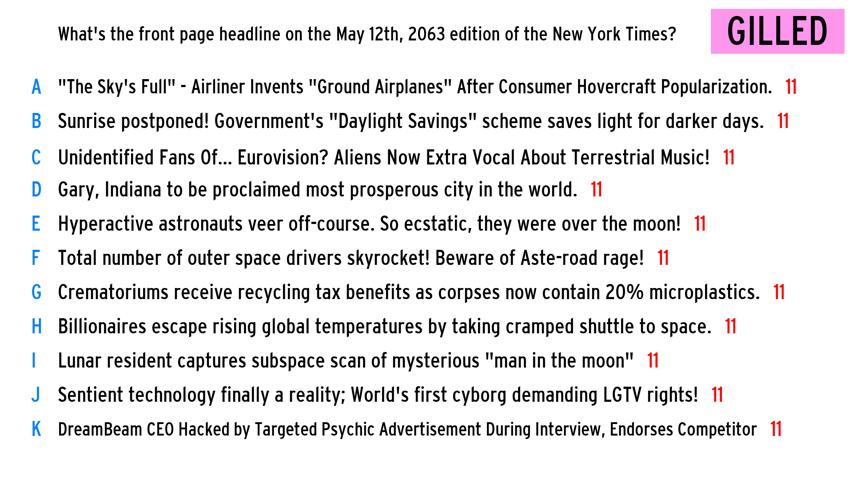 What's the front page headline on the May 12th, 2063 edition of the New York Times?
GILLED
A "The Sky's Full" - Airliner Invents "Ground Airplanes" After Consumer Hovercraft Popularization. 11
B Sunrise postponed! Government's "Daylight Savings" scheme saves light for darker days. 11
C Unidentified Fans Of... Eurovision? Aliens Now Extra Vocal About Terrestrial Music! 11
D Gary, Indiana to be proclaimed most prosperous city in the world. 11
E Hyperactive astronauts veer off-course. So ecstatic, they were over the moon! 11
F Total number of outer space drivers skyrocket! Beware of Aste-road rage! 11
G Crematoriums receive recycling tax benefits as corpses now contain 20% microplastics. 11
H Billionaires escape rising global temperatures by taking cramped shuttle to space. 11
I Lunar resident captures subspace scan of mysterious "man in the moon" 11
J Sentient technology finally a reality; World's first cyborg demanding LGTV rights! 11
K DreamBeam CEO Hacked by Targeted Psychic Advertisement During Interview, Endorses Competitor 11